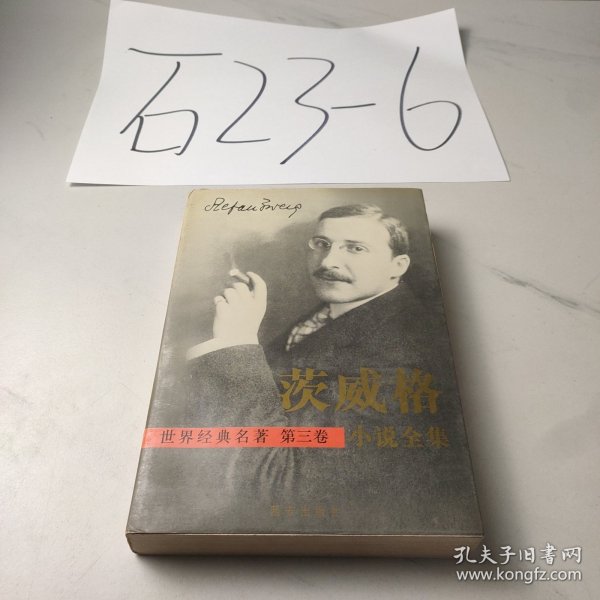 石23-6
Stefan Zweig
茨威格
世界经典名著 第三卷 小说全集
孔夫子旧书网
www.kongfz.com